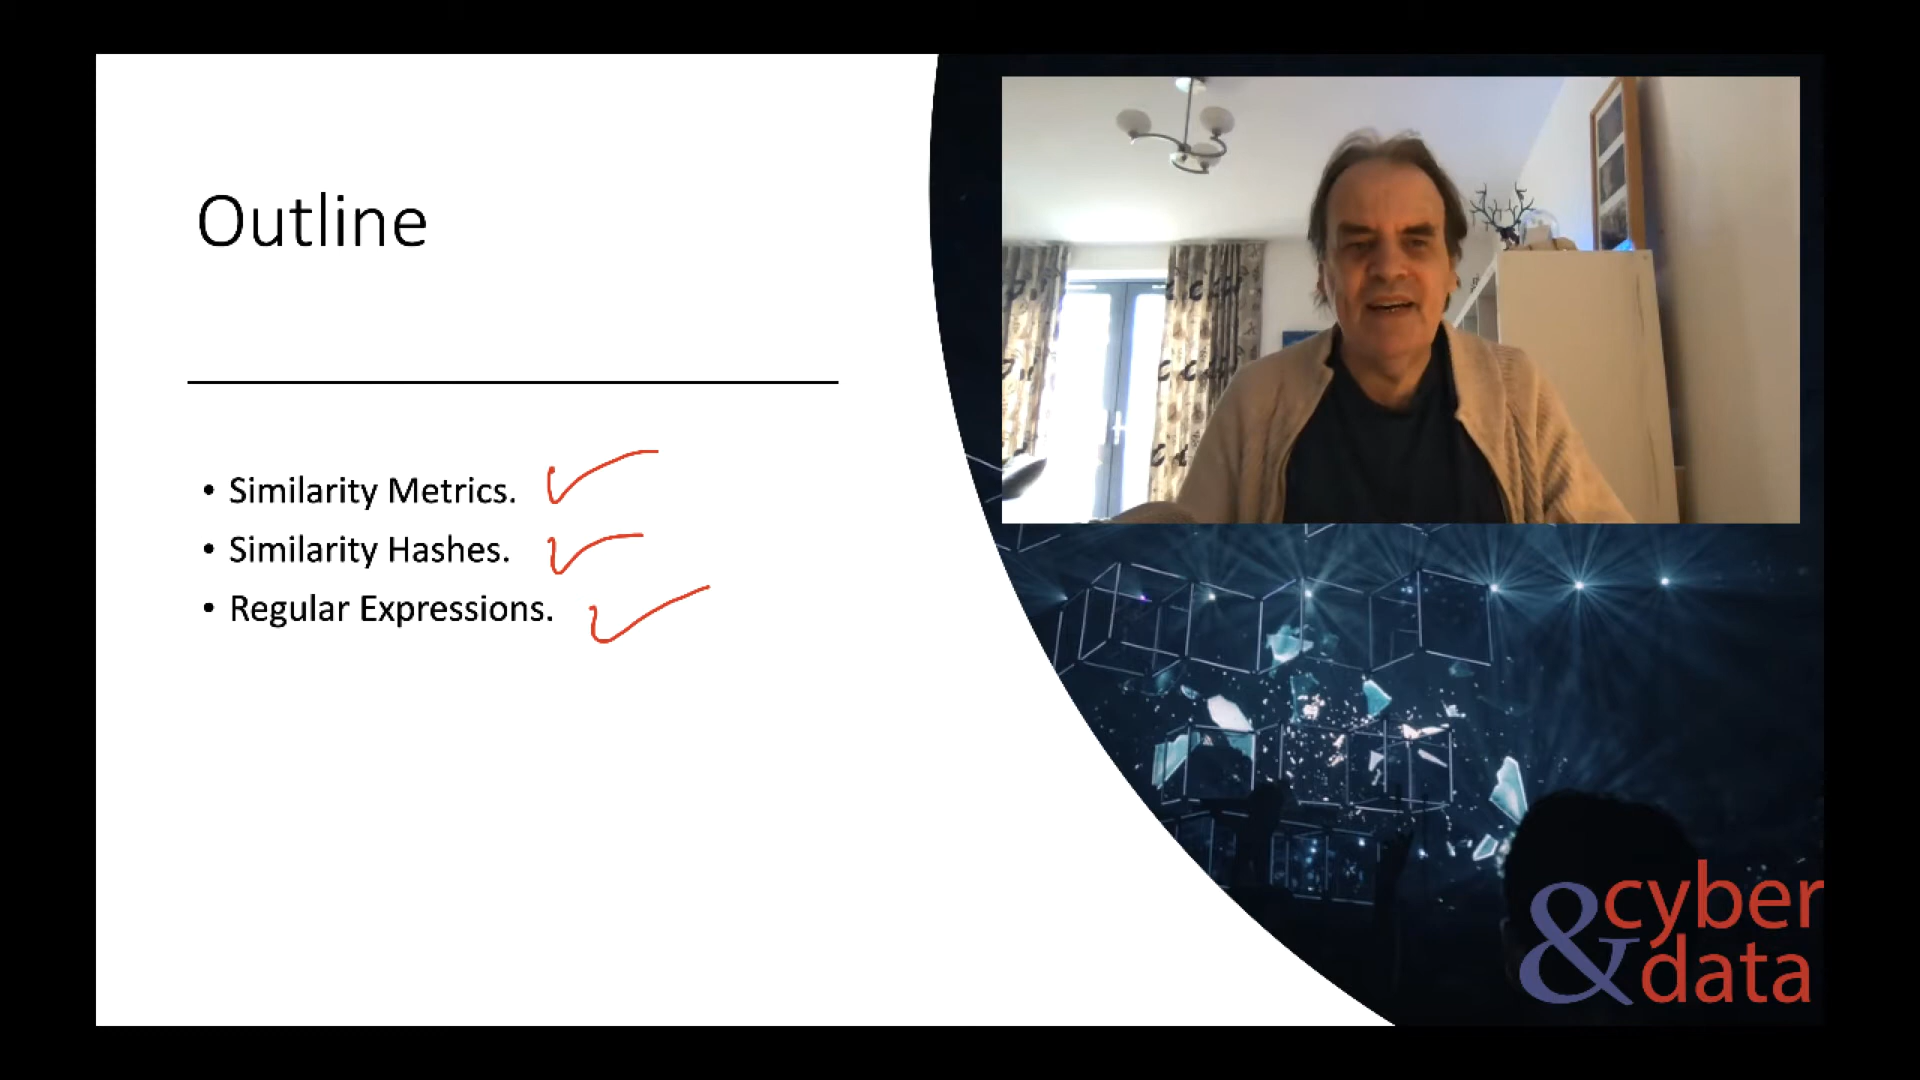 Outline
• Similarity Metrics.
• Similarity Hashes.
• Regular Expressions.
&cyber
data